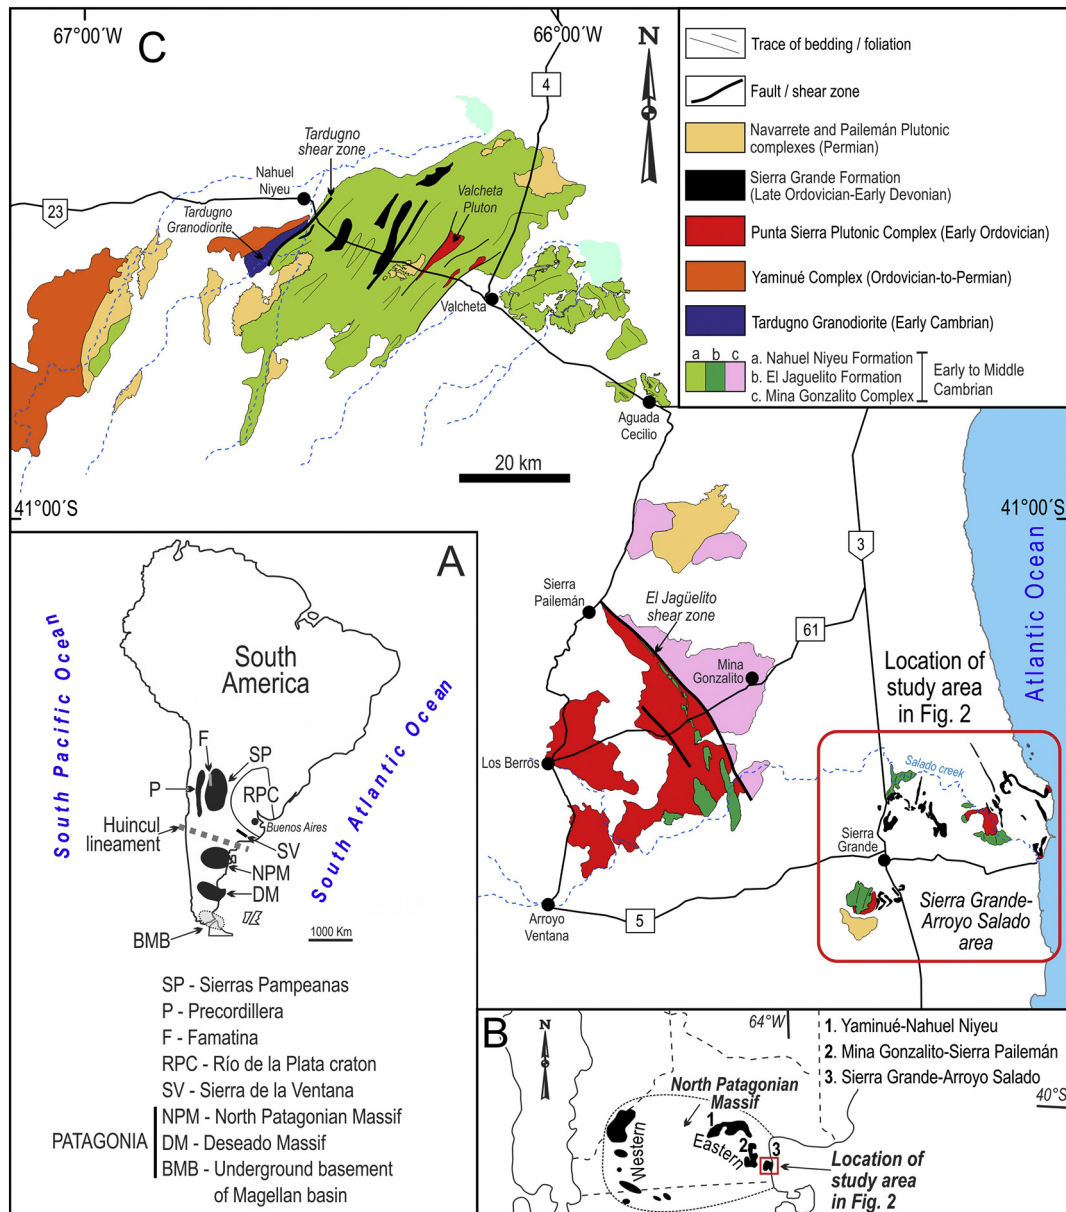 67°00´W
66°00´W
C
N
4
23
Tardugno
shear zone
Nahuel
Niyeu
Tardugno
Granodiorite
Valcheta
Pluton
Valcheta
Aguada
Cecilio
20 km
41°00´S
41°00´S
Trace of bedding / foliation
Fault / shear zone
Navarrete and Pailemán Plutonic
complexes (Permian)
Sierra Grande Formation
(Late Ordovician-Early Devonian)
Punta Sierra Plutonic Complex (Early Ordovician)
Yaminué Complex (Ordovician-to-Permian)
Tardugno Granodiorite (Early Cambrian)
a b c
a. Nahuel Niyeu Formation
b. El Jaguelito Formation
c. Mina Gonzalito Complex
Early to Middle
Cambrian
3
Atlantic Ocean
Sierra
Pailemán
El Jagüelito
shear zone
61
Mina
Gonzalito
Location of
study area
in Fig. 2
Los Berros
Salado creek
Sierra
Grande
Arroyo
Ventana
5
Sierra Grande-
Arroyo Salado
area
A
South Pacific Ocean
South
America
South Atlantic Ocean
F
SP
P
RPC
Huincul
lineament
Buenos Aires
SV
NPM
DM
BMB
1000 Km
SP - Sierras Pampeanas
P - Precordillera
F - Famatina
RPC - Río de la Plata craton
SV - Sierra de la Ventana
PATAGONIA
NPM - North Patagonian Massif
DM - Deseado Massif
BMB - Underground basement
of Magellan basin
B
N
64°W
40°S
1. Yaminué-Nahuel Niyeu
2. Mina Gonzalito-Sierra Pailemán
3. Sierra Grande-Arroyo Salado
North Patagonian
Massif
Western
Eastern
1
2
3
Location of
study area
in Fig. 2